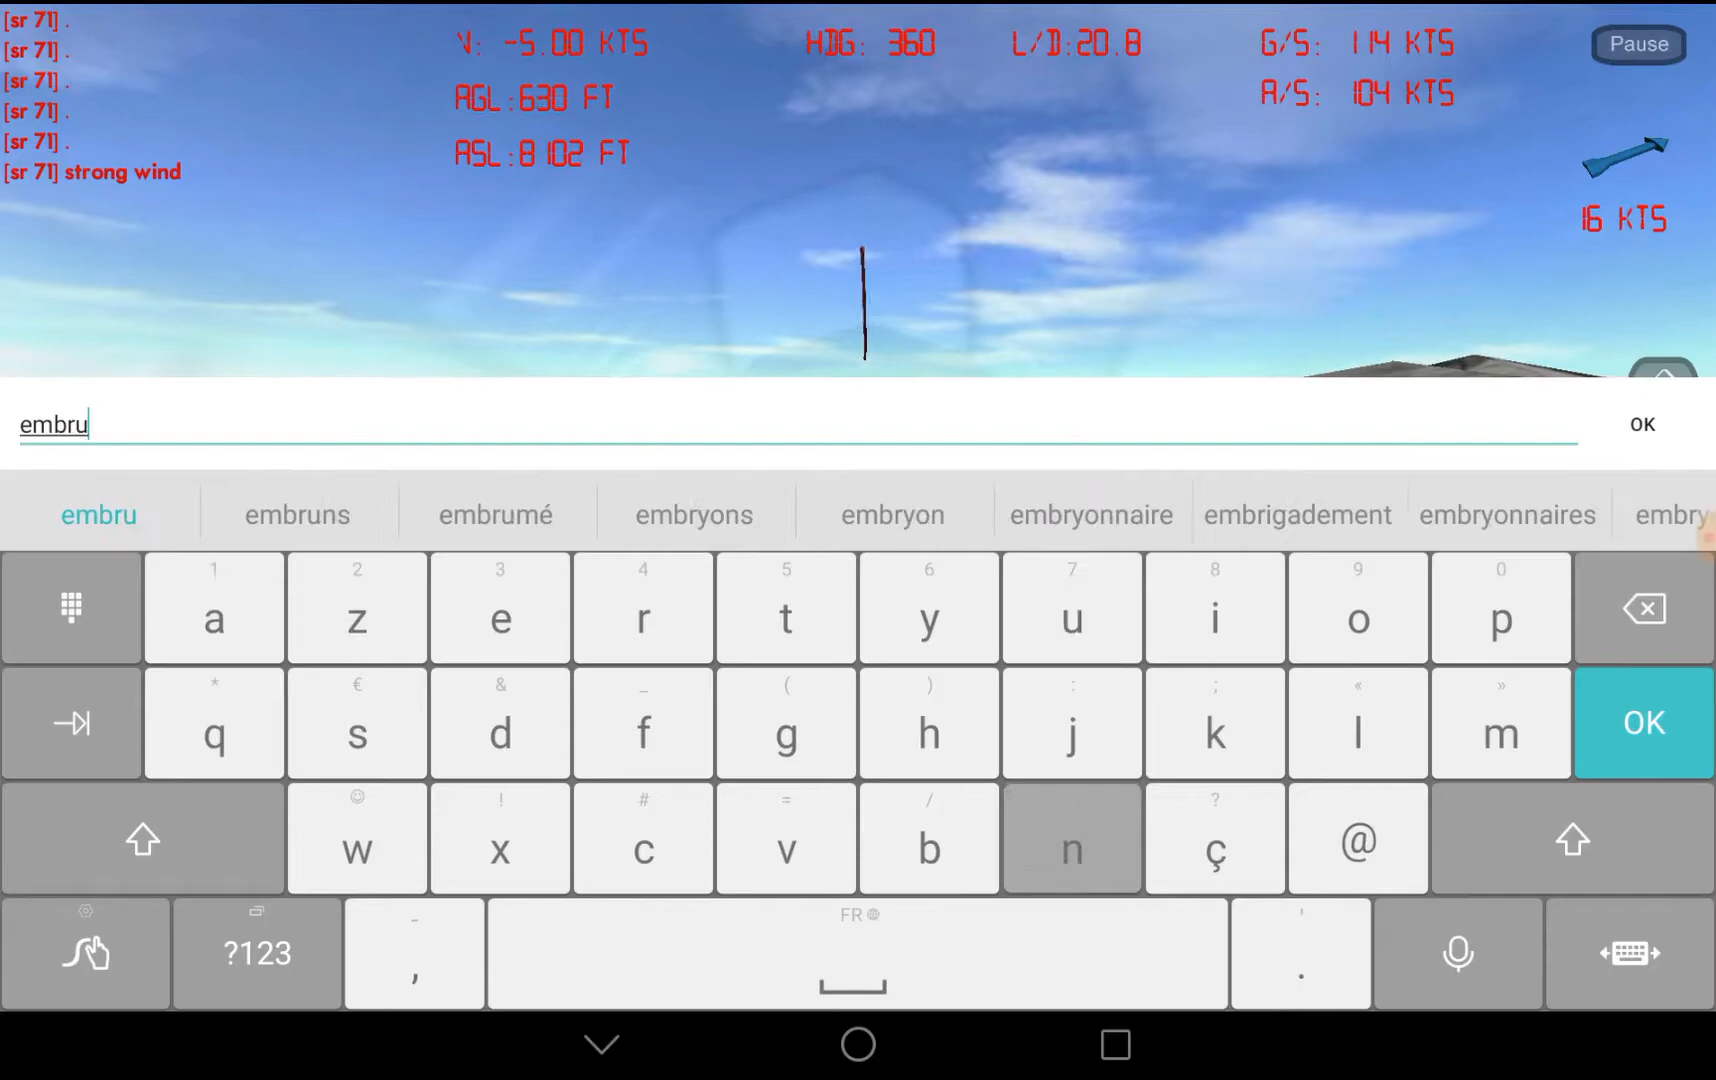 [sr 71] .
[sr 71] .
[sr 71] .
[sr 71] .
[sr 71] .
[sr 71] strong wind
V: -5.00 KTS
AGL:630 FT
ASL:8102 FT
HDG: 360
L/D:20.8
G/S: 114 KTS
A/S: 104 KTS
Pause
16 KTS
embru
OK
embru embruns embrumé embryons embryon embryonnaire embrigadement embryonnaires embry
1 2 3 4 5 6 7 8 9 0
a z e r t y u i o p
* € & _ ( ) : ; « »
q s d f g h j k l m OK
! # = / ?
w x c v b n ç @
- FR '
?123 , .